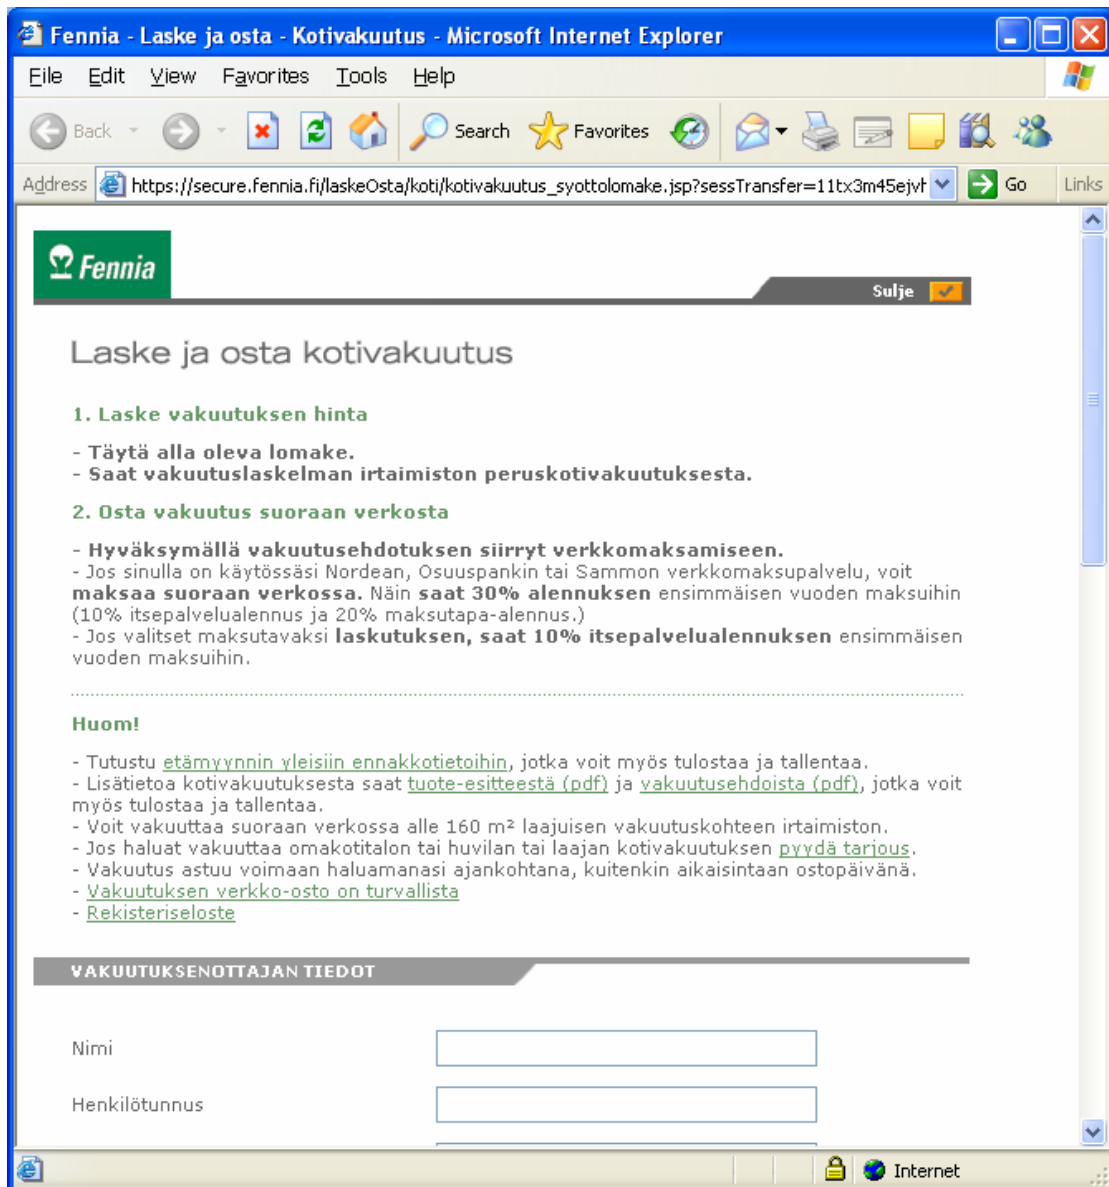 Fennia - Laske ja osta - Kotivakuutus - Microsoft Internet Explorer
File Edit View Favorites Tools Help
Back Search Favorites
Address https://secure.fennia.fi/laskeOsta/koti/kotivakuutus_syottolomake.jsp?sessTransfer=11tx3m45ejvh Go Links
Fennia
Sulje
Laske ja osta kotivakuutus
1. Laske vakuutuksen hinta
- Täytä alla oleva lomake.
- Saat vakuutuslaskelman irtaimiston peruskotivakuutuksesta.
2. Osta vakuutus suoraan verkosta
- Hyväksymällä vakuutusehdotuksen siirryt verkkomaksamiseen.
- Jos sinulla on käytössäsi Nordean, Osuuspankin tai Sammon verkkomaksupalvelu, voit
maksaa suoraan verkossa. Näin saat 30% alennuksen ensimmäisen vuoden maksuihin
(10% itsepalvelualennus ja 20% maksutapa-alennus.)
- Jos valitset maksutavaksi laskutuksen, saat 10% itsepalvelualennuksen ensimmäisen
vuoden maksuihin.
Huom!
- Tutustu etämyynnin yleisiin ennakkotietoihin, jotka voit myös tulostaa ja tallentaa.
- Lisätietoa kotivakuutuksesta saat tuote-esitteestä (pdf) ja vakuutusehdoista (pdf), jotka voit
myös tulostaa ja tallentaa.
- Voit vakuuttaa suoraan verkossa alle 160 m² laajuisen vakuutuskohteen irtaimiston.
- Jos haluat vakuuttaa omakotitalon tai huvilan tai laajan kotivakuutuksen pyydä tarjous.
- Vakuutus astuu voimaan haluamanasi ajankohtana, kuitenkin aikaisintaan ostopäivänä.
- Vakuutuksen verkko-osto on turvallista
- Rekisteriseloste
VAKUUTUKSENOTTAJAN TIEDOT
Nimi
Henkilötunnus
Internet